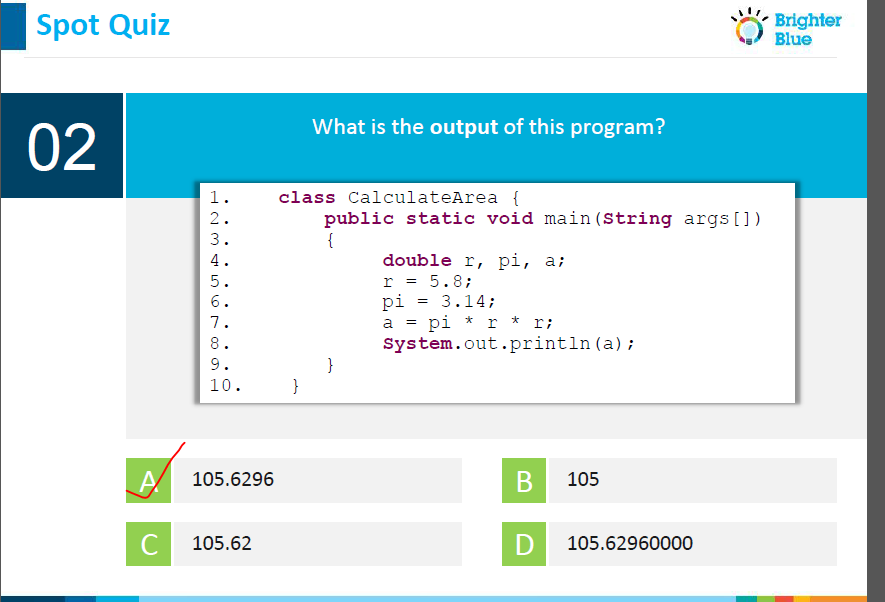 Spot Quiz
Brighter
Blue
02
What is the output of this program?
1. class CalculateArea {
2. public static void main(String args[])
3. {
4. double r, pi, a;
5. r = 5.8;
6. pi = 3.14;
7. a = pi * r * r;
8. System.out.println(a);
9. }
10. }
A 105.6296
B 105
C 105.62
D 105.62960000